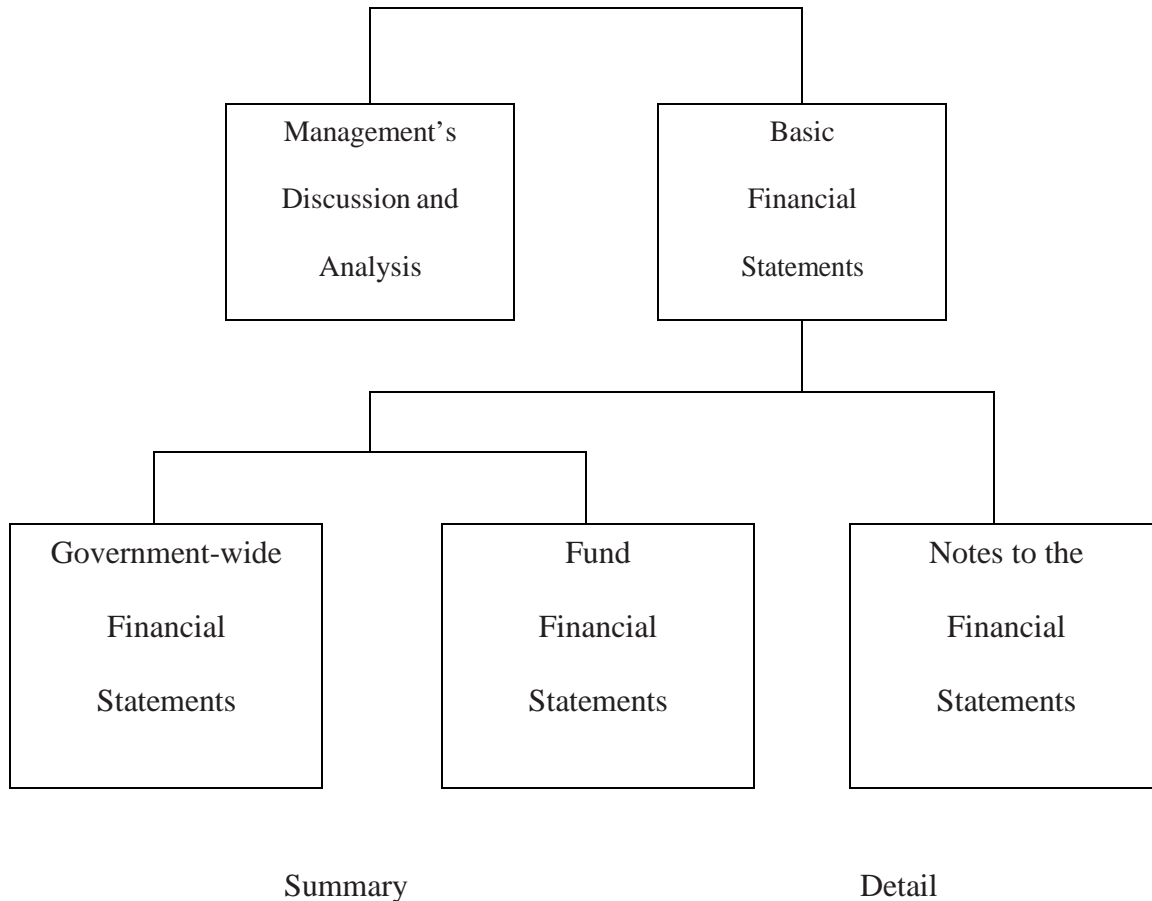 Management’s
Discussion and
Analysis
Basic
Financial
Statements
Government-wide
Financial
Statements
Fund
Financial
Statements
Notes to the
Financial
Statements
Summary
Detail